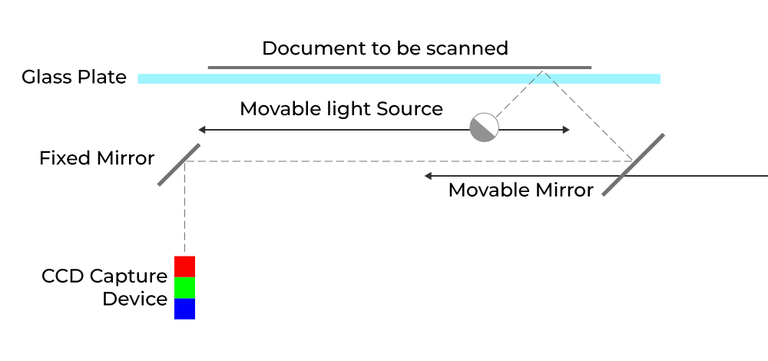 Document to be scanned
Glass Plate
Movable light Source
Fixed Mirror
Movable Mirror
CCD Capture
Device